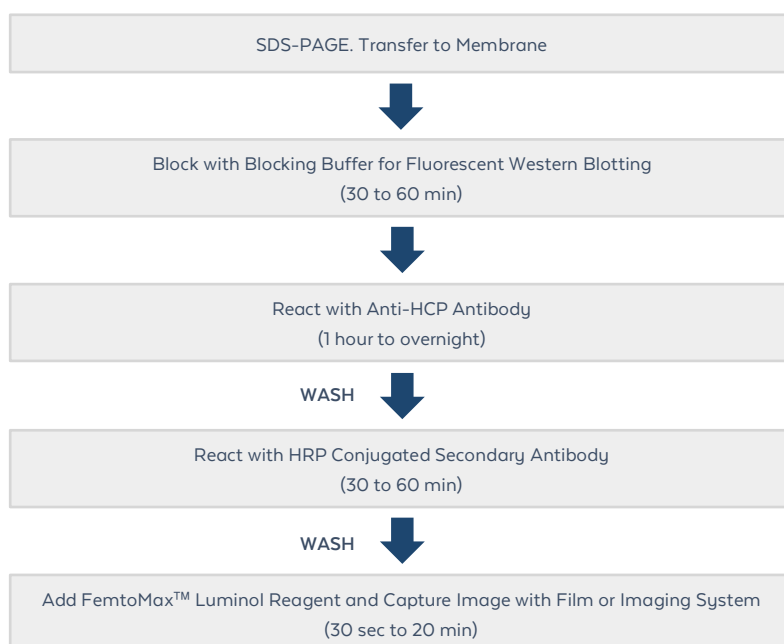 SDS-PAGE. Transfer to Membrane
Block with Blocking Buffer for Fluorescent Western Blotting
(30 to 60 min)
React with Anti-HCP Antibody
(1 hour to overnight)
WASH
React with HRP Conjugated Secondary Antibody
(30 to 60 min)
WASH
Add FemtoMax™ Luminol Reagent and Capture Image with Film or Imaging System
(30 sec to 20 min)